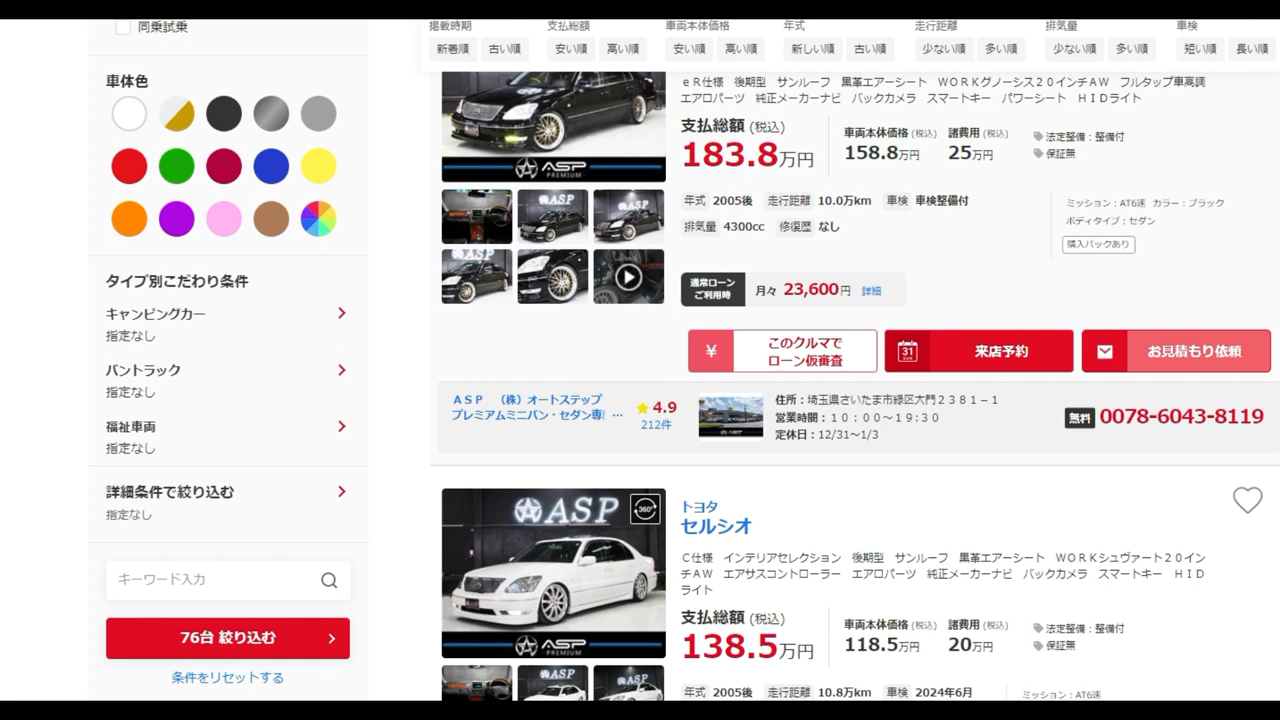 同乗試乗
車体色
タイプ別こだわり条件
キャンピングカー
指定なし
バントラック
指定なし
福祉車両
指定なし
詳細条件で絞り込む
指定なし
キーワード入力
76台 絞り込む
条件をリセットする
掲載時期 支払総額 車両本体価格 年式 走行距離 排気量 車検
新着順 古い順 安い順 高い順 安い順 高い順 新しい順 古い順 少ない順 多い順 少ない順 多い順 短い順 長い順
ｅＲ仕様 後期型 サンルーフ 黒革エアーシート ＷＯＲＫグノーシス２０インチＡＷ フルタップ車高調
エアロパーツ 純正メーカーナビ バックカメラ スマートキー パワーシート ＨＩＤライト
支払総額 (税込) 車両本体価格 (税込) 諸費用 (税込) 法定整備：整備付
183.8万円 158.8万円 25万円 保証無
ASP
PREMIUM
年式 2005後 走行距離 10.0万km 車検 車検整備付
排気量 4300cc 修復歴 なし
ミッション：AT6速 カラー：ブラック
ボディタイプ：セダン
購入パックあり
ASP
ASP
ASP
通常ローン
ご利用時
月々 23,600円 詳細
¥ このクルマで
ローン仮審査
31
SUN
来店予約
お見積もり依頼
ＡＳＰ （株）オートステップ
プレミアムミニバン・セダン専 …
4.9
212件
住所：埼玉県さいたま市緑区大門２３８１－１
営業時間：１０：００～１９：３０
定休日：12/31～1/3
無料 0078-6043-8119
ASP
360°
トヨタ
セルシオ
Ｃ仕様 インテリアセレクション 後期型 サンルーフ 黒革エアーシート ＷＯＲＫシュヴァート２０イン
チＡＷ エアサスコントローラー エアロパーツ 純正メーカーナビ バックカメラ スマートキー ＨＩＤ
ライト
支払総額 (税込) 車両本体価格 (税込) 諸費用 (税込) 法定整備：整備付
138.5万円 118.5万円 20万円 保証無
ASP
PREMIUM
年式 2005後 走行距離 10.8万km 車検 2024年6月
ミッション：AT6速
ASP
ASP